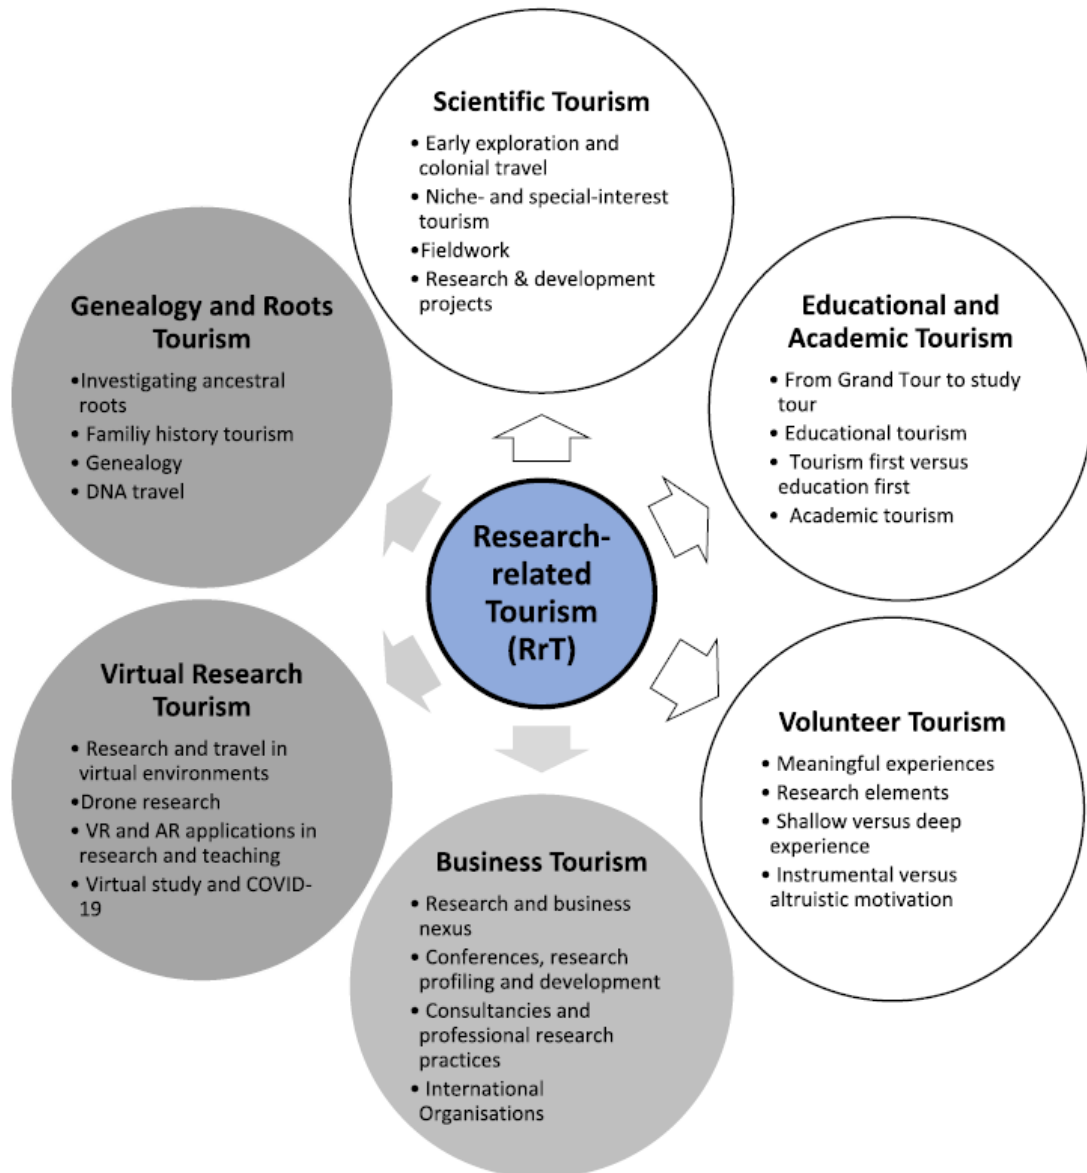 Scientific Tourism
• Early exploration and
colonial travel
• Niche- and special-interest
tourism
•Fieldwork
• Research & development
projects
Educational and
Academic Tourism
• From Grand Tour to study
tour
• Educational tourism
• Tourism first versus
education first
• Academic tourism
Volunteer Tourism
• Meaningful experiences
• Research elements
• Shallow versus deep
experience
• Instrumental versus
altruistic motivation
Business Tourism
• Research and business
nexus
• Conferences, research
profiling and development
• Consultancies and
professional research
practices
• International
Organisations
Virtual Research
Tourism
• Research and travel in
virtual environments
•Drone research
• VR and AR applications in
research and teaching
• Virtual study and COVID-
19
Genealogy and Roots
Tourism
•Investigating ancestral
roots
• Familiy history tourism
• Genealogy
• DNA travel
Research-
related
Tourism
(RrT)